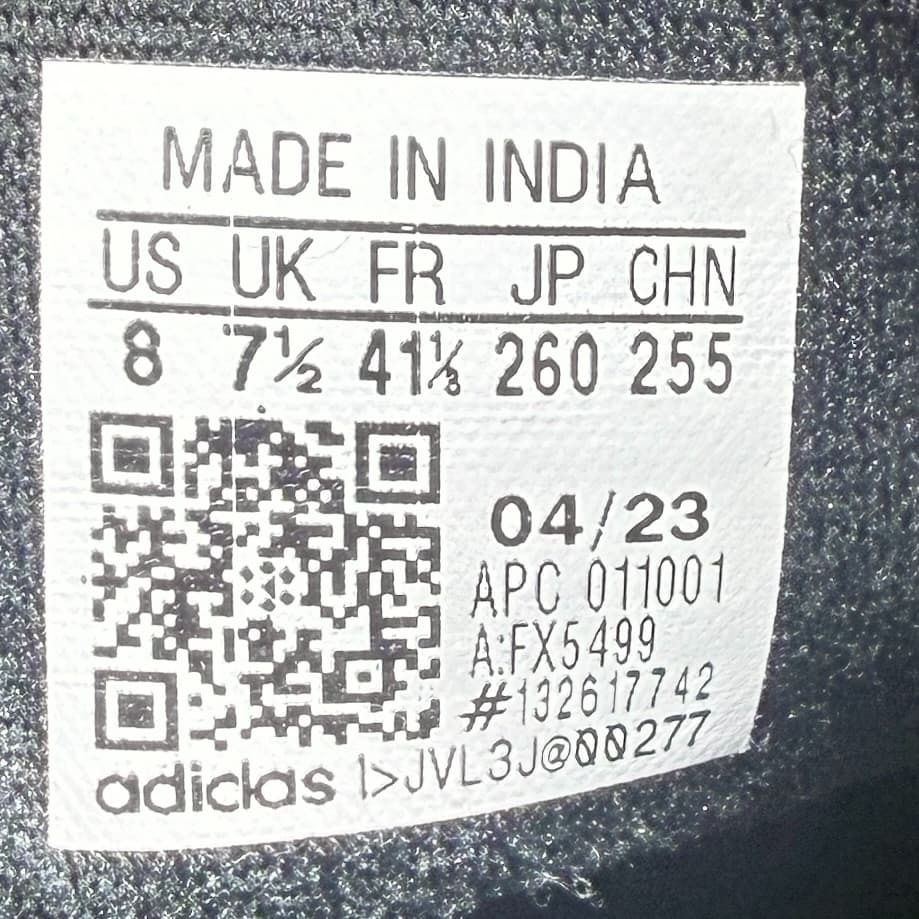 MADE IN INDIA
US UK FR JP CHN
8 7½ 41⅓ 260 255
04/23
APC 011001
A:FX5499
#132617742
adidas 1>JVL3J@00277